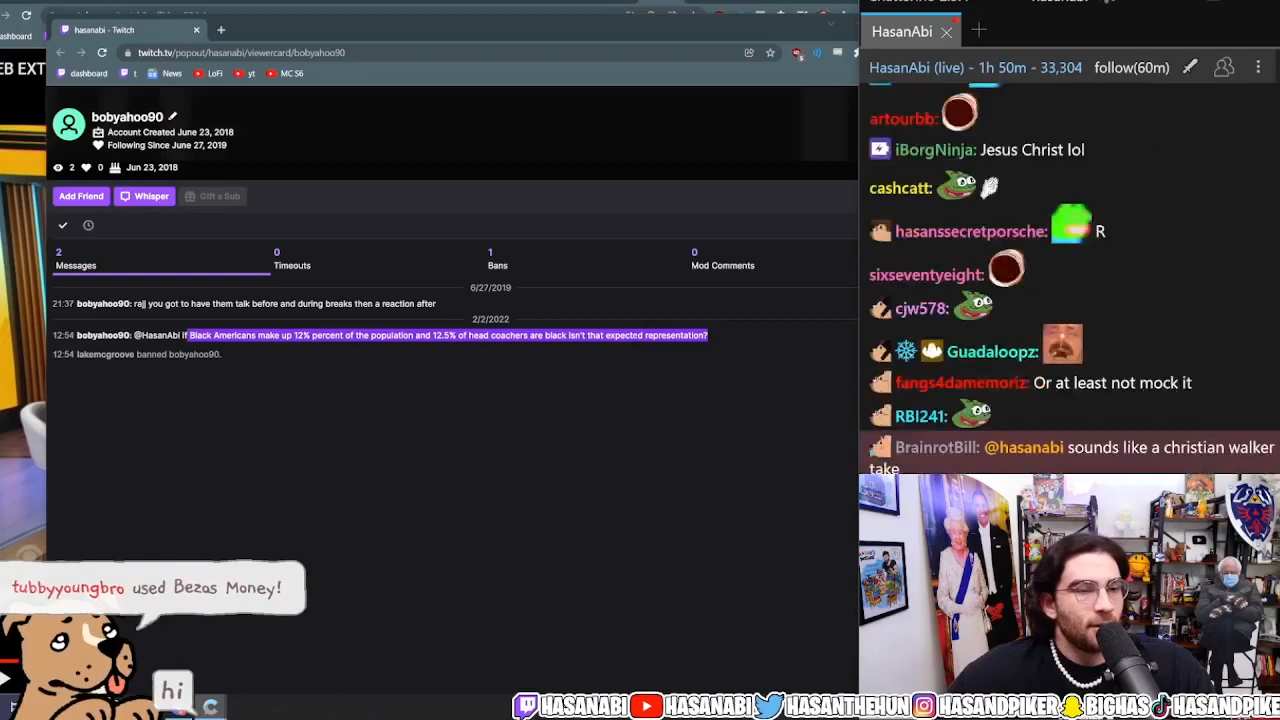 hasanabi - Twitch
twitch.tv/popout/hasanabi/viewercard/bobyahoo90
dashboard
dashboard t News LoFi yt MC S6
EB EXT
bobyahoo90
Account Created June 23, 2018
Following Since June 27, 2019
2 0 Jun 23, 2018
Add Friend Whisper Gift a Sub
2 0 1 0
Messages Timeouts Bans Mod Comments
6/27/2019
21:37 bobyahoo90: rajj you got to have them talk before and during breaks then a reaction after
2/2/2022
12:54 bobyahoo90: @HasanAbi if Black Americans make up 12% percent of the population and 12.5% of head coachers are black isn't that expected representation?
12:54 lakemcgroove banned bobyahoo90.
HasanAbi
HasanAbi (live) - 1h 50m - 33,304 follow(60m)
artourbb:
iBorgNinja: Jesus Christ lol
cashcatt:
hasanssecretporsche: R
sixseventyeight:
cjw578:
Guadaloopz:
fangs4damemoriz: Or at least not mock it
RBI241:
BrainrotBill: @hasanabi sounds like a christian walker
take
tubbyyoungbro used Bezos Money!
hi
HASANABI HASANABI HASANTHEHUN HASANDPIKER BIGHAS HASANDPIKE